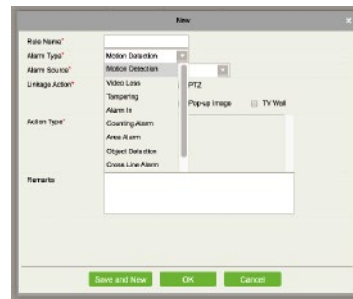 New
Rule Name*
Alarm Type*
Motion Detection
Alarm Source*
Motion Detection
Linkage Action*
Video Loss
PTZ
Tampering
Pop-up Image
TV Wall
Alarm In
Action Type*
Counting Alarm
Area Alarm
Object Detection
Cross Line Alarm
Remarks
Save and New
OK
Cancel